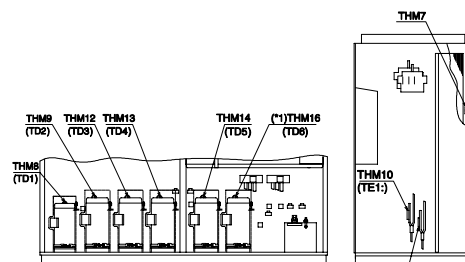 THM7
THM9
(TD2)
THM12
(TD3)
THM13
(TD4)
THM14
(TD5)
(*1)THM16
(TD6)
THM8
(TD1)
THM10
(TE1:)